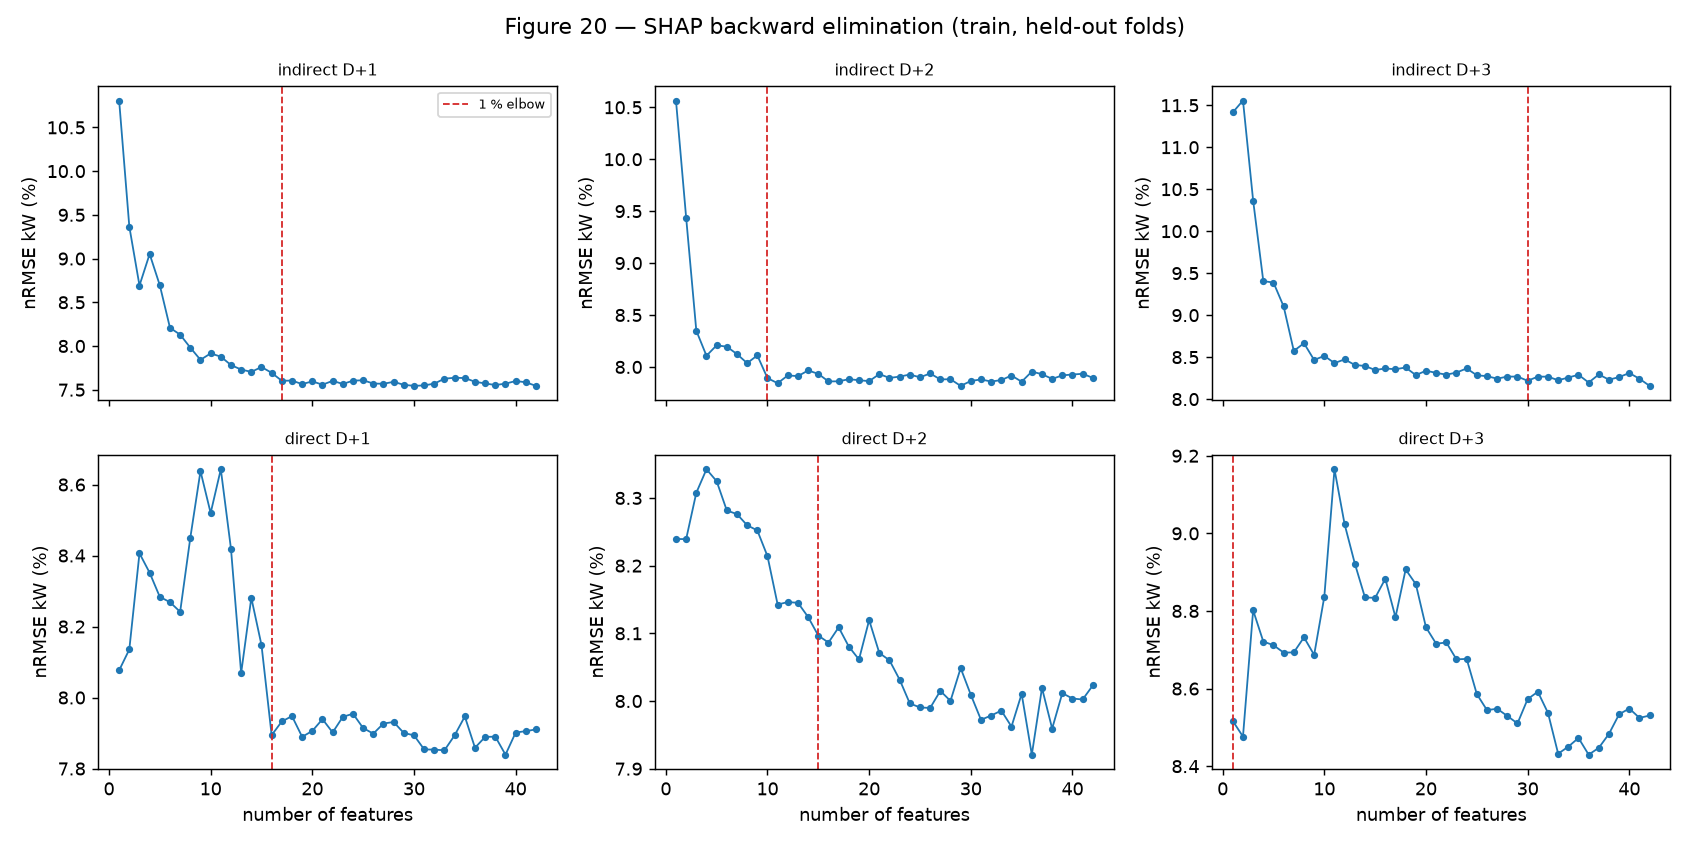 Figure 20 — SHAP backward elimination (train, held-out folds)
indirect D+1
indirect D+2
indirect D+3
1 % elbow
nRMSE kW (%)
10.5
10.0
9.5
9.0
8.5
8.0
7.5
nRMSE kW (%)
10.5
10.0
9.5
9.0
8.5
8.0
nRMSE kW (%)
11.5
11.0
10.5
10.0
9.5
9.0
8.5
8.0
direct D+1
direct D+2
direct D+3
nRMSE kW (%)
8.6
8.4
8.2
8.0
7.8
0 10 20 30 40
number of features
nRMSE kW (%)
8.3
8.2
8.1
8.0
7.9
0 10 20 30 40
number of features
nRMSE kW (%)
9.2
9.0
8.8
8.6
8.4
0 10 20 30 40
number of features